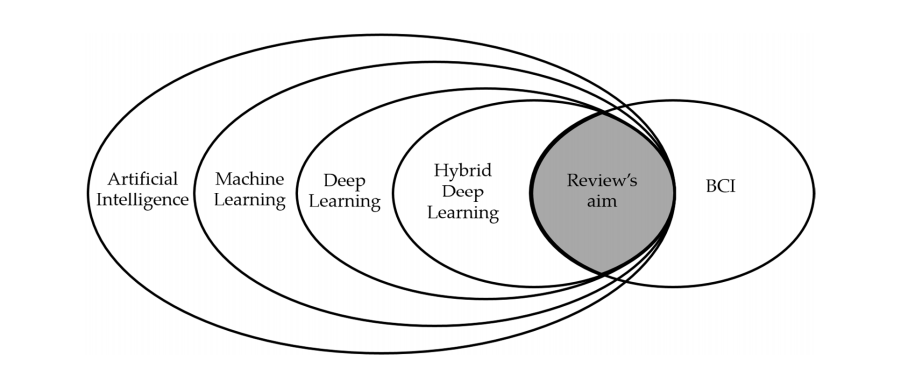 Artificial
Intelligence
Machine
Learning
Deep
Learning
Hybrid
Deep
Learning
Review's
aim
BCI